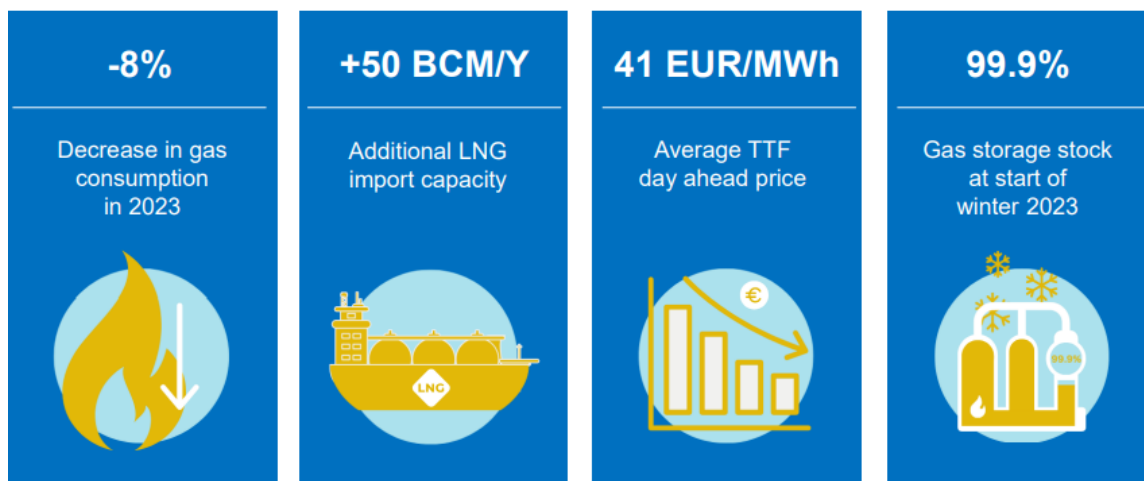 -8%
Decrease in gas
consumption
in 2023
+50 BCM/Y
Additional LNG
import capacity
LNG
41 EUR/MWh
Average TTF
day ahead price
€
99.9%
Gas storage stock
at start of
winter 2023
99.9%